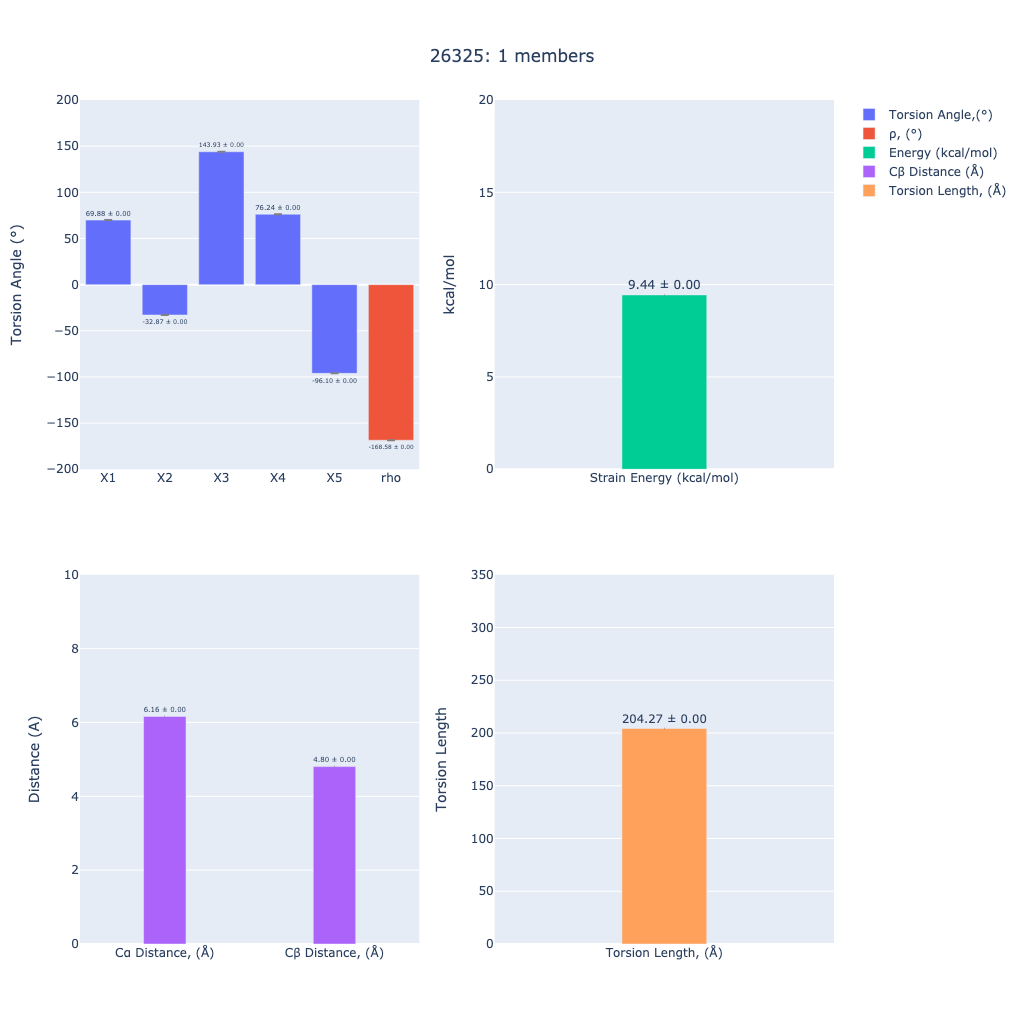 26325: 1 members
Torsion Angle (°)
200
150
100
50
0
−50
−100
−150
−200
69.88 ± 0.00
-32.87 ± 0.00
143.93 ± 0.00
76.24 ± 0.00
-96.10 ± 0.00
-168.58 ± 0.00
X1 X2 X3 X4 X5 rho
kcal/mol
20
15
10
5
0
9.44 ± 0.00
Strain Energy (kcal/mol)
Torsion Angle,(°)
ρ, (°)
Energy (kcal/mol)
Cβ Distance (Å)
Torsion Length, (Å)
Distance (A)
10
8
6
4
2
0
6.16 ± 0.00
4.80 ± 0.00
Cα Distance, (Å) Cβ Distance, (Å)
Torsion Length
350
300
250
200
150
100
50
0
204.27 ± 0.00
Torsion Length, (Å)